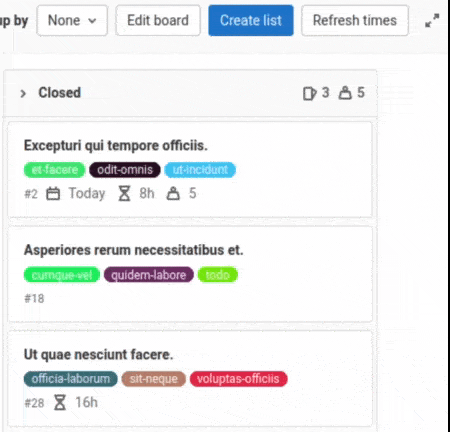 up by None Edit board Create list Refresh times
Closed 3 5
Excepturi qui tempore officiis.
et-facere odit-omnis ut-incidunt
#2 Today 8h 5
Asperiores rerum necessitatibus et.
cumque-vel quidem-labore todo
#18
Ut quae nesciunt facere.
officia-laborum sit-neque voluptas-officiis
#28 16h